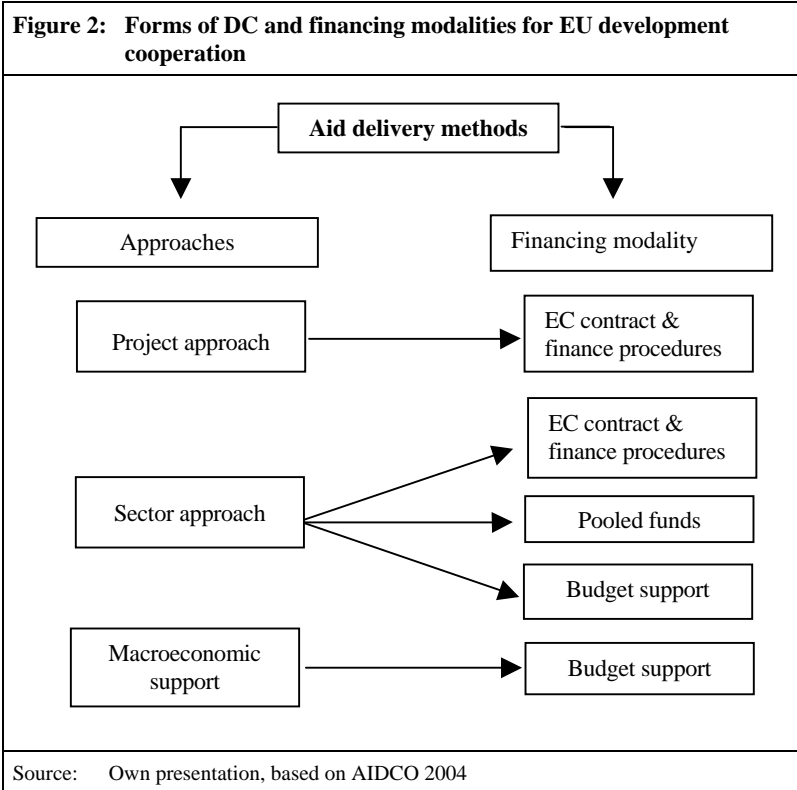 Figure 2: Forms of DC and financing modalities for EU development
cooperation
Aid delivery methods
Approaches
Financing modality
Project approach
EC contract &
finance procedures
Sector approach
EC contract &
finance procedures
Pooled funds
Budget support
Macroeconomic
support
Budget support
Source: Own presentation, based on AIDCO 2004